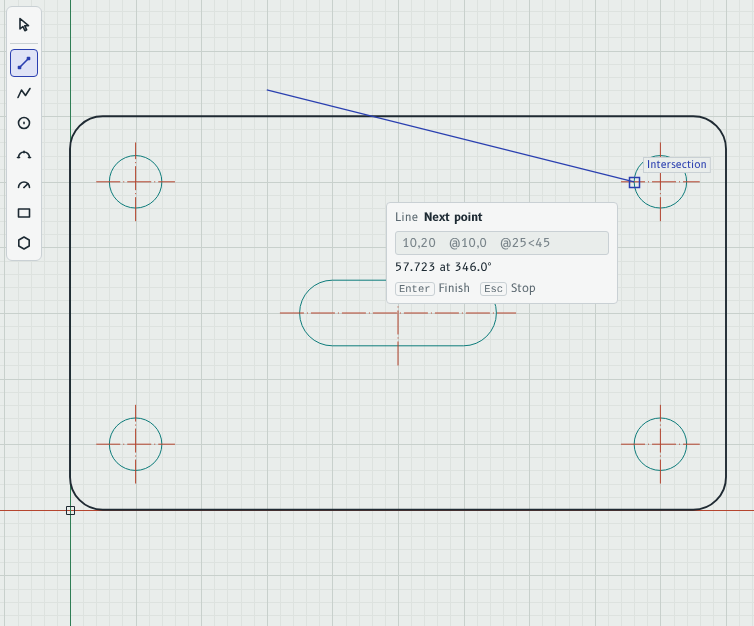 Intersection
Line Next point
10,20 @10,0 @25<45
57.723 at 346.0°
Enter Finish Esc Stop